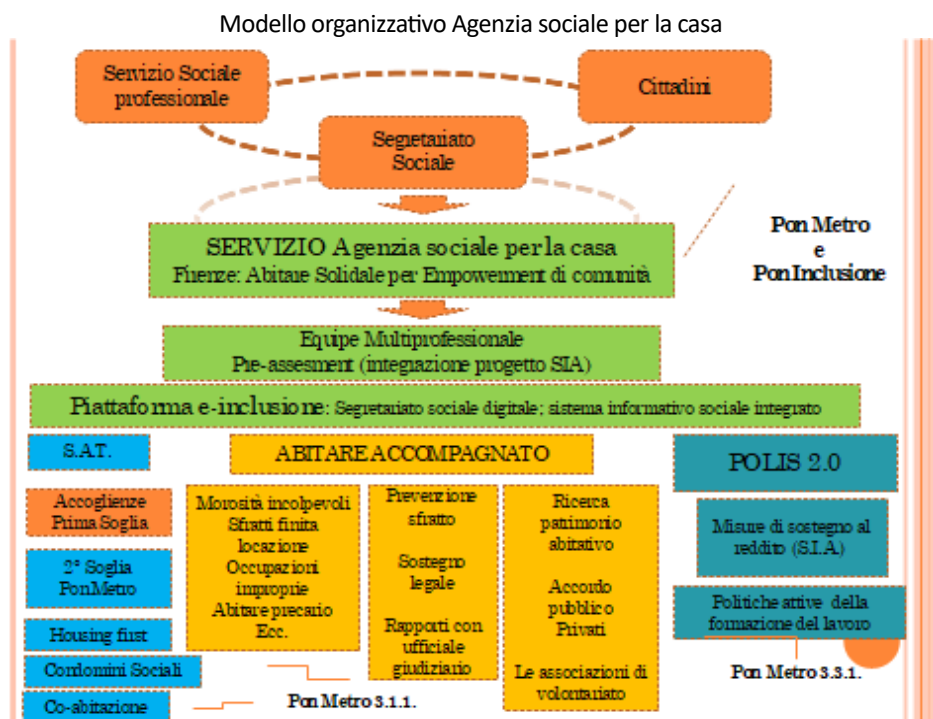 Modello organizzativo Agenzia sociale per la casa
Servizio Sociale
professionale
Cittadini
Segretariato
Sociale
SERVIZIO Agenzia sociale per la casa
Firenze: Abitare Solidale per Empowerment di comunità
Pon Metro
e
Pon Inclusione
Equipe Multiprofessionale
Pre-assesment (integrazione progetto SIA)
Piattaforma e-inclusione: Segretariato sociale digitale; sistema informativo sociale integrato
S.A.T.
Accoglienze
Prima Soglia
2° Soglia
PonMetro
Housing first
Condomini Sociali
Co-abitazione
ABITARE ACCOMPAGNATO
Morosità incolpevoli
Sfratti finita
locazione
Occupazioni
improprie
Abitare precario
Ecc.
Prevenzione
sfratto
Sostegno
legale
Rapporti con
ufficiale
giudiziario
Ricerca
patrimonio
abitativo
Accordo
pubblico
Privati
Le associazioni di
volontariato
Pon Metro 3.1.1.
POLIS 2.0
Misure di sostegno al
reddito (S.I.A.)
Politiche attive della
formazione del lavoro
Pon Metro 3.3.1.